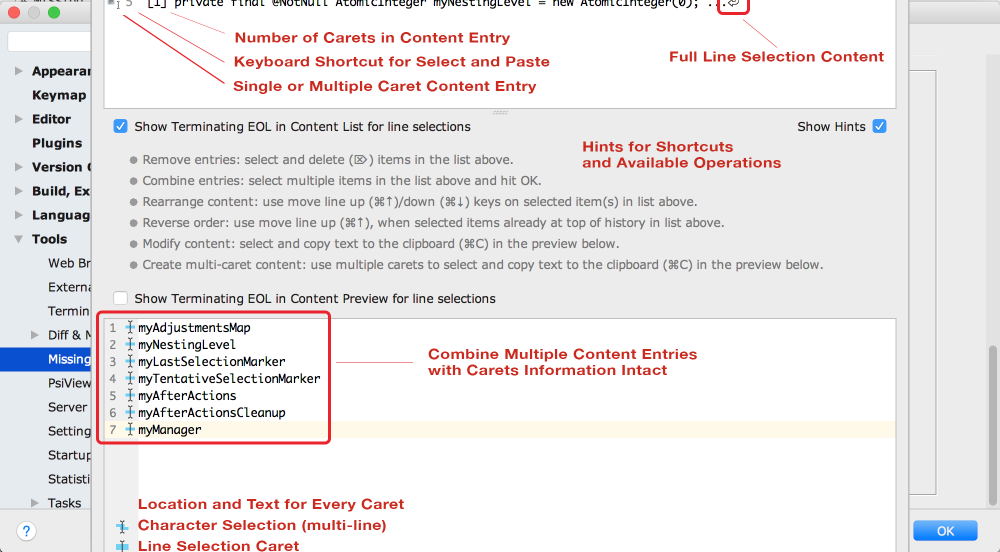 5 [1] private final @NotNull AtomicInteger myNestingLevel = new AtomicInteger(0); ...⏎
Number of Carets in Content Entry
Keyboard Shortcut for Select and Paste
Single or Multiple Caret Content Entry
Full Line Selection Content
Appearan
Keymap
Editor
Plugins
Version C
Build, Ex
Languag
Tools
Web Br
Externa
Termin
Diff & M
Missing
PsiView
Server
Setting
Startup
Statisti
Tasks
?
Show Terminating EOL in Content List for line selections
Show Hints
Hints for Shortcuts
and Available Operations
Remove entries: select and delete (⌦) items in the list above.
Combine entries: select multiple items in the list above and hit OK.
Rearrange content: use move line up (⌘↑)/down (⌘↓) keys on selected item(s) in list above.
Reverse order: use move line up (⌘↑), when selected items already at top of history in list above.
Modify content: select and copy text to the clipboard (⌘C) in the preview below.
Create multi-caret content: use multiple carets to select and copy text to the clipboard (⌘C) in the preview below.
Show Terminating EOL in Content Preview for line selections
1 myAdjustmentsMap
2 myNestingLevel
3 myLastSelectionMarker
4 myTentativeSelectionMarker
5 myAfterActions
6 myAfterActionsCleanup
7 myManager
Combine Multiple Content Entries
with Carets Information Intact
Location and Text for Every Caret
Character Selection (multi-line)
Line Selection Caret
OK